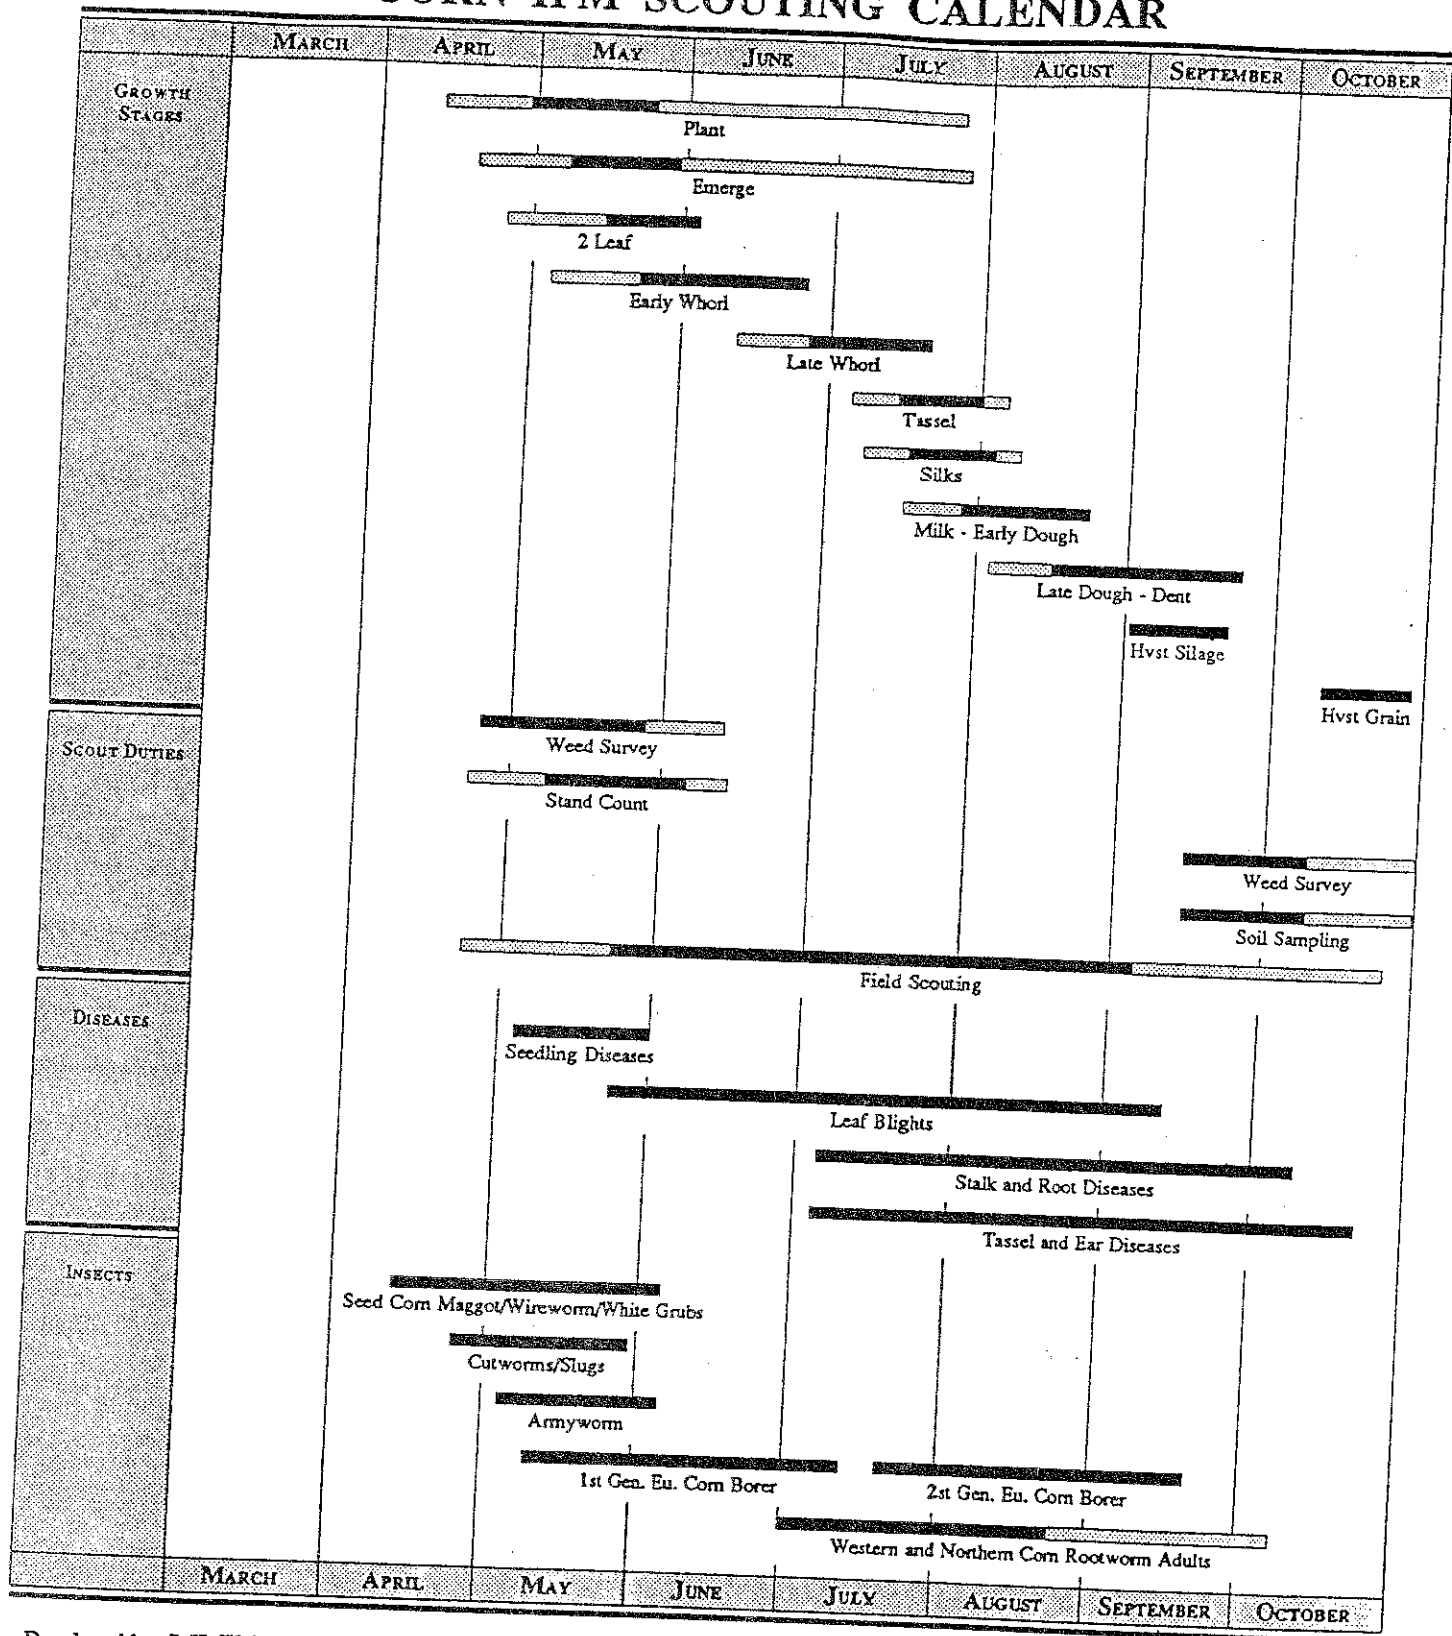 CORN IPM SCOUTING CALENDAR
MARCH APRIL MAY JUNE JULY AUGUST SEPTEMBER OCTOBER
GROWTH
STAGES
Plant
Emerge
2 Leaf
Early Whorl
Late Whorl
Tassel
Silks
Milk - Early Dough
Late Dough - Dent
Hvst Silage
Hvst Grain
SCOUT DUTIES
Weed Survey
Stand Count
Weed Survey
Soil Sampling
Field Scouting
DISEASES
Seedling Diseases
Leaf Blights
Stalk and Root Diseases
Tassel and Ear Diseases
INSECTS
Seed Corn Maggot/Wireworm/White Grubs
Cutworms/Slugs
Armyworm
1st Gen. Eu. Corn Borer
2st Gen. Eu. Corn Borer
Western and Northern Corn Rootworm Adults
MARCH APRIL MAY JUNE JULY AUGUST SEPTEMBER OCTOBER